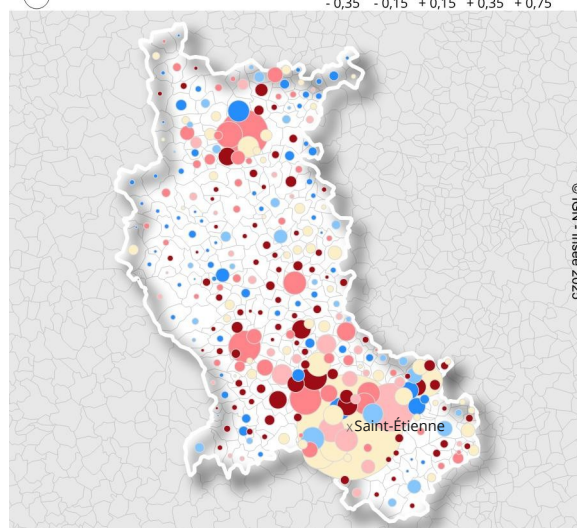 - 0,35 - 0,15 + 0,15 + 0,35 + 0,75
© IGN - Insee 2025
x Saint-Étienne